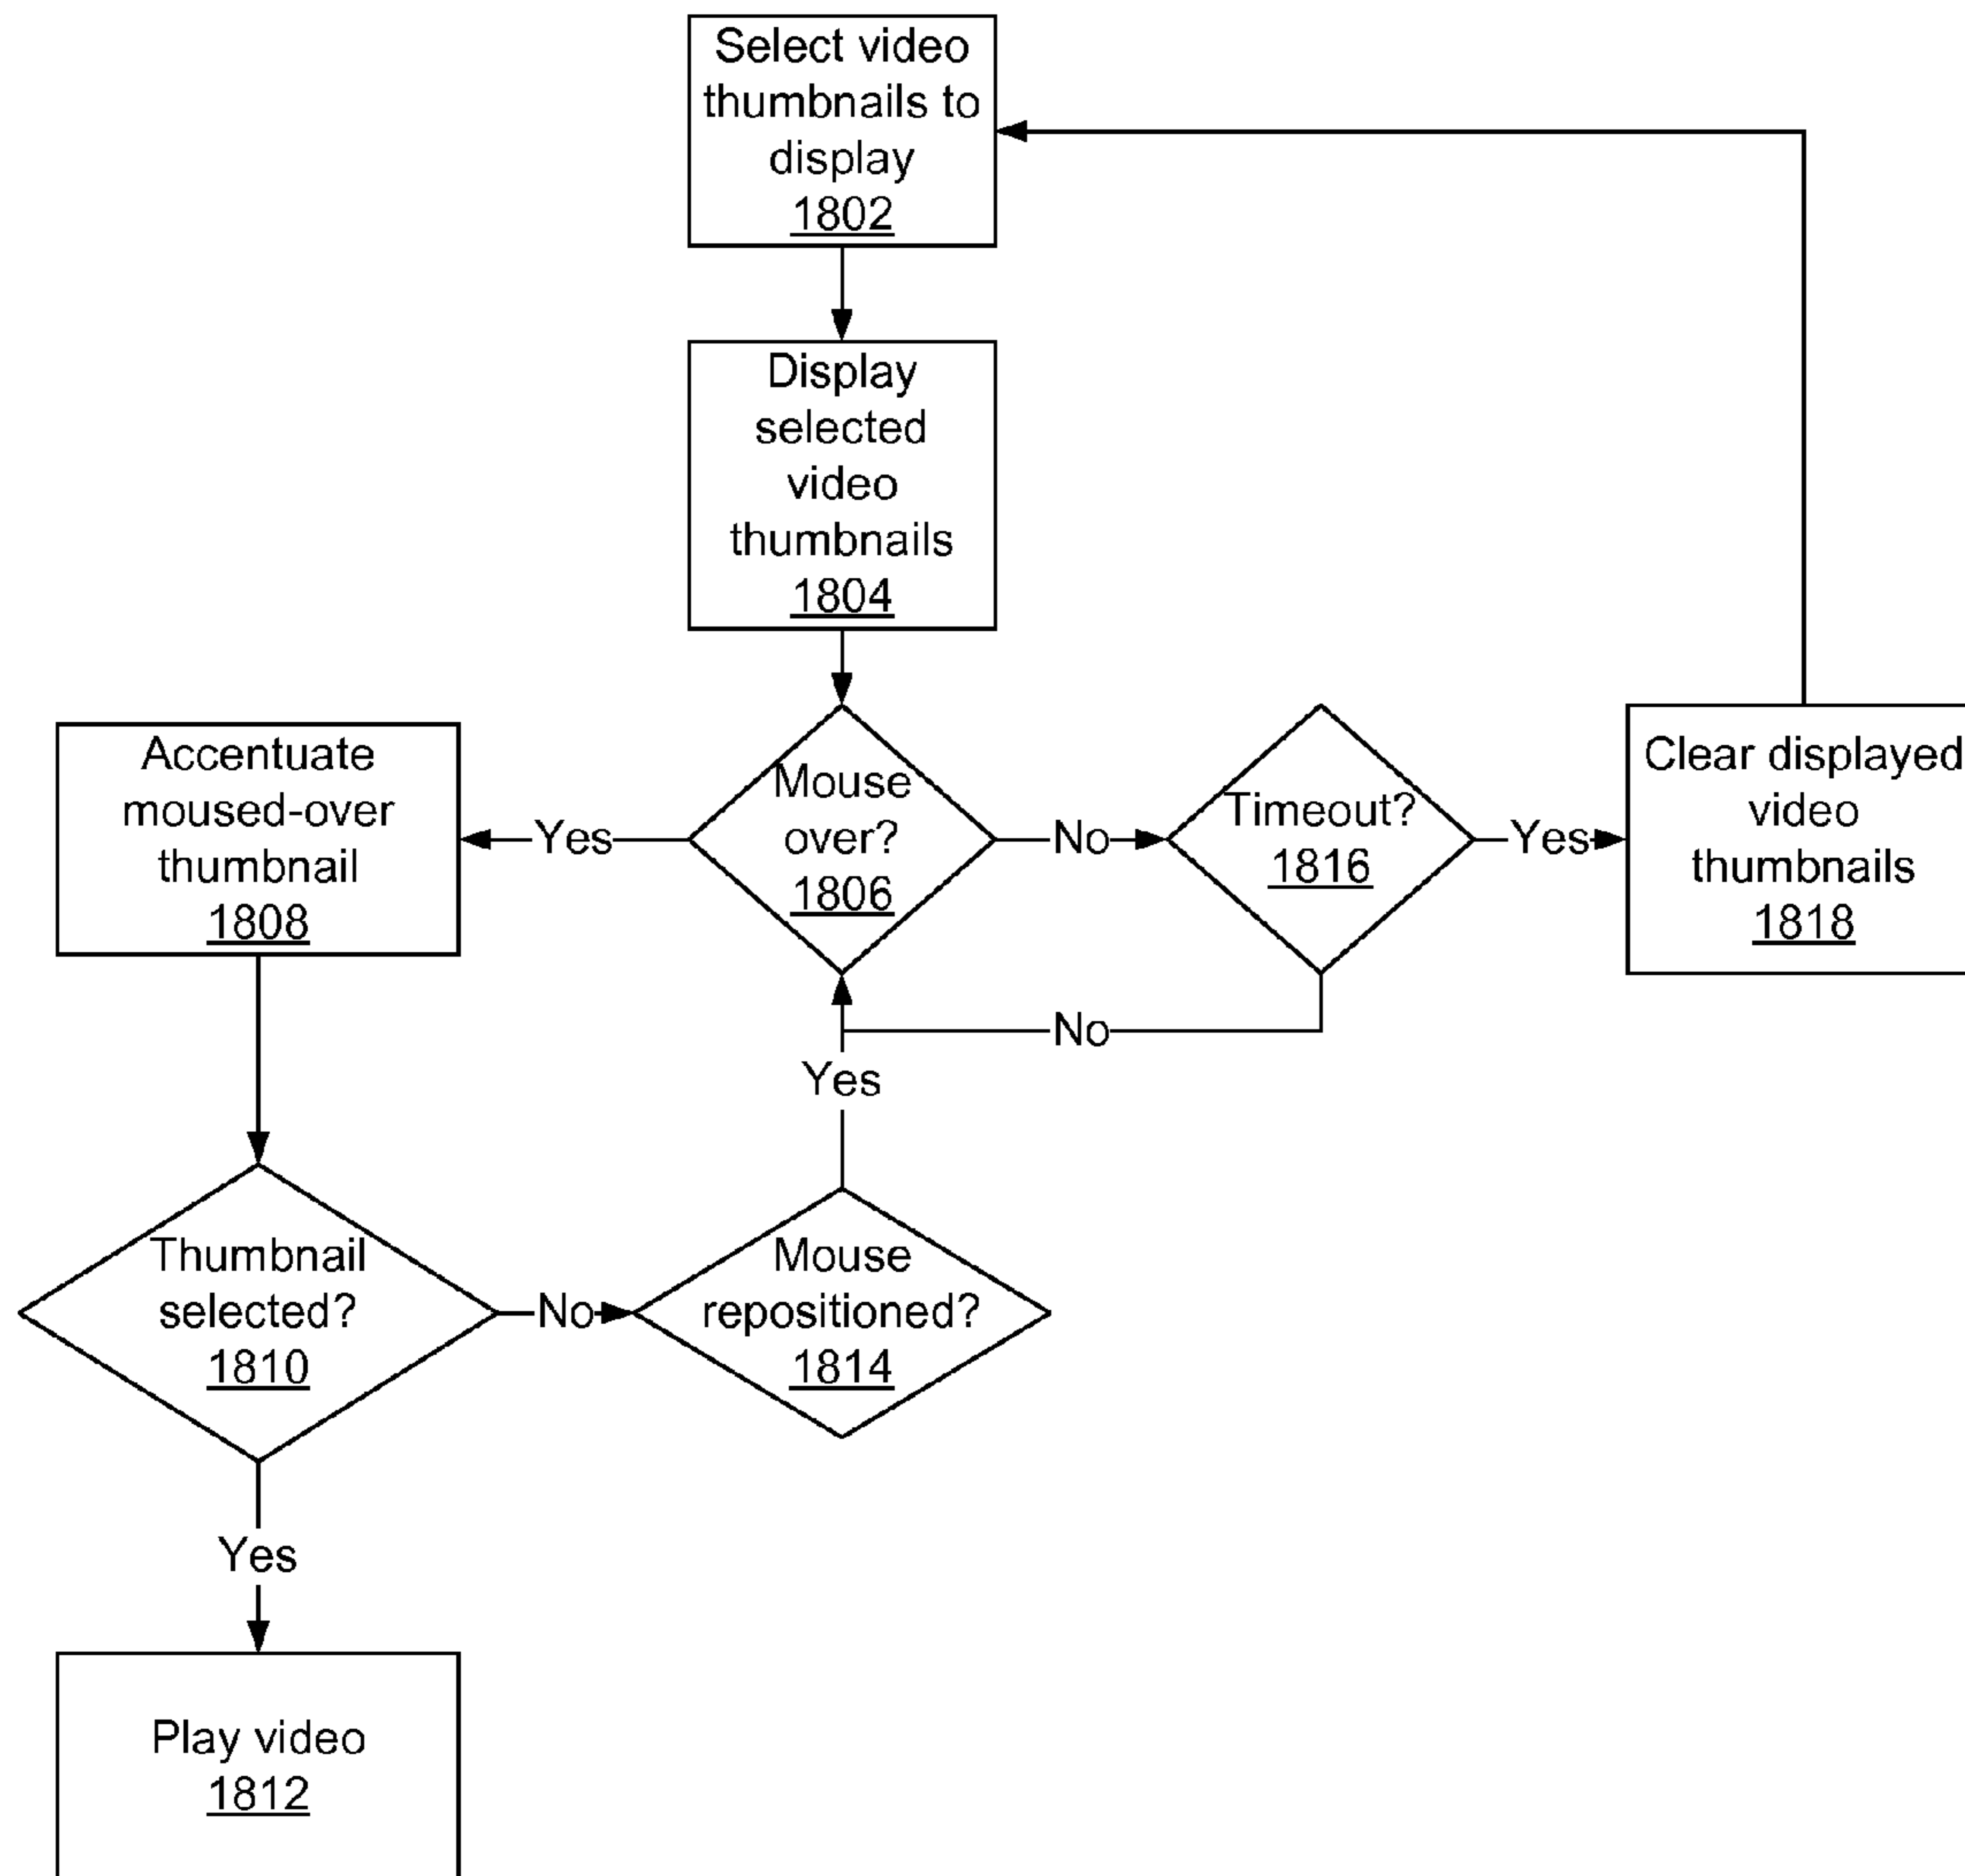 Select video
thumbnails to
display
1802
Display
selected
video
thumbnails
1804
Mouse
over?
1806
Yes
No
Accentuate
moused-over
thumbnail
1808
Timeout?
1816
Yes
No
Clear displayed
video
thumbnails
1818
Thumbnail
selected?
1810
No
Mouse
repositioned?
1814
Yes
Yes
Play video
1812